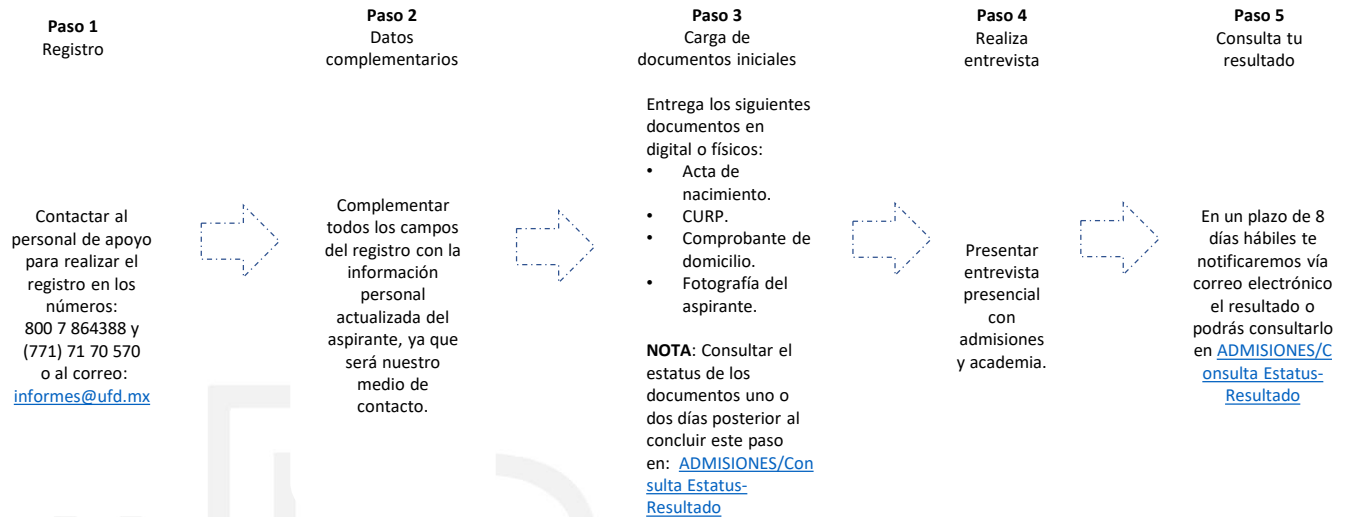 Paso 1
Registro
Contactar al
personal de apoyo
para realizar el
registro en los
números:
800 7 864388 y
(771) 71 70 570
o al correo:
informes@ufd.mx
Paso 2
Datos
complementarios
Complementar
todos los campos
del registro con la
información
personal
actualizada del
aspirante, ya que
será nuestro
medio de
contacto.
Paso 3
Carga de
documentos iniciales
Entrega los siguientes
documentos en
digital o físicos:
• Acta de
nacimiento.
• CURP.
• Comprobante de
domicilio.
• Fotografía del
aspirante.
NOTA: Consultar el
estatus de los
documentos uno o
dos días posterior al
concluir este paso
en: ADMISIONES/Con
sulta Estatus-
Resultado
Paso 4
Realiza
entrevista
Presentar
entrevista
presencial
con
admisiones
y academia.
Paso 5
Consulta tu
resultado
En un plazo de 8
días hábiles te
notificaremos vía
correo electrónico
el resultado o
podrás consultarlo
en ADMISIONES/C
onsulta Estatus-
Resultado